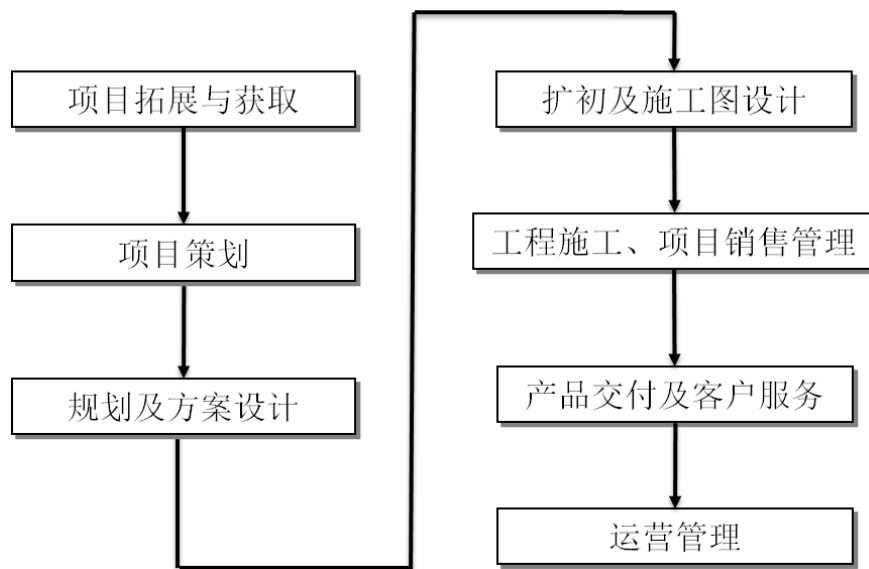 项目拓展与获取
项目策划
规划及方案设计
扩初及施工图设计
工程施工、项目销售管理
产品交付及客户服务
运营管理